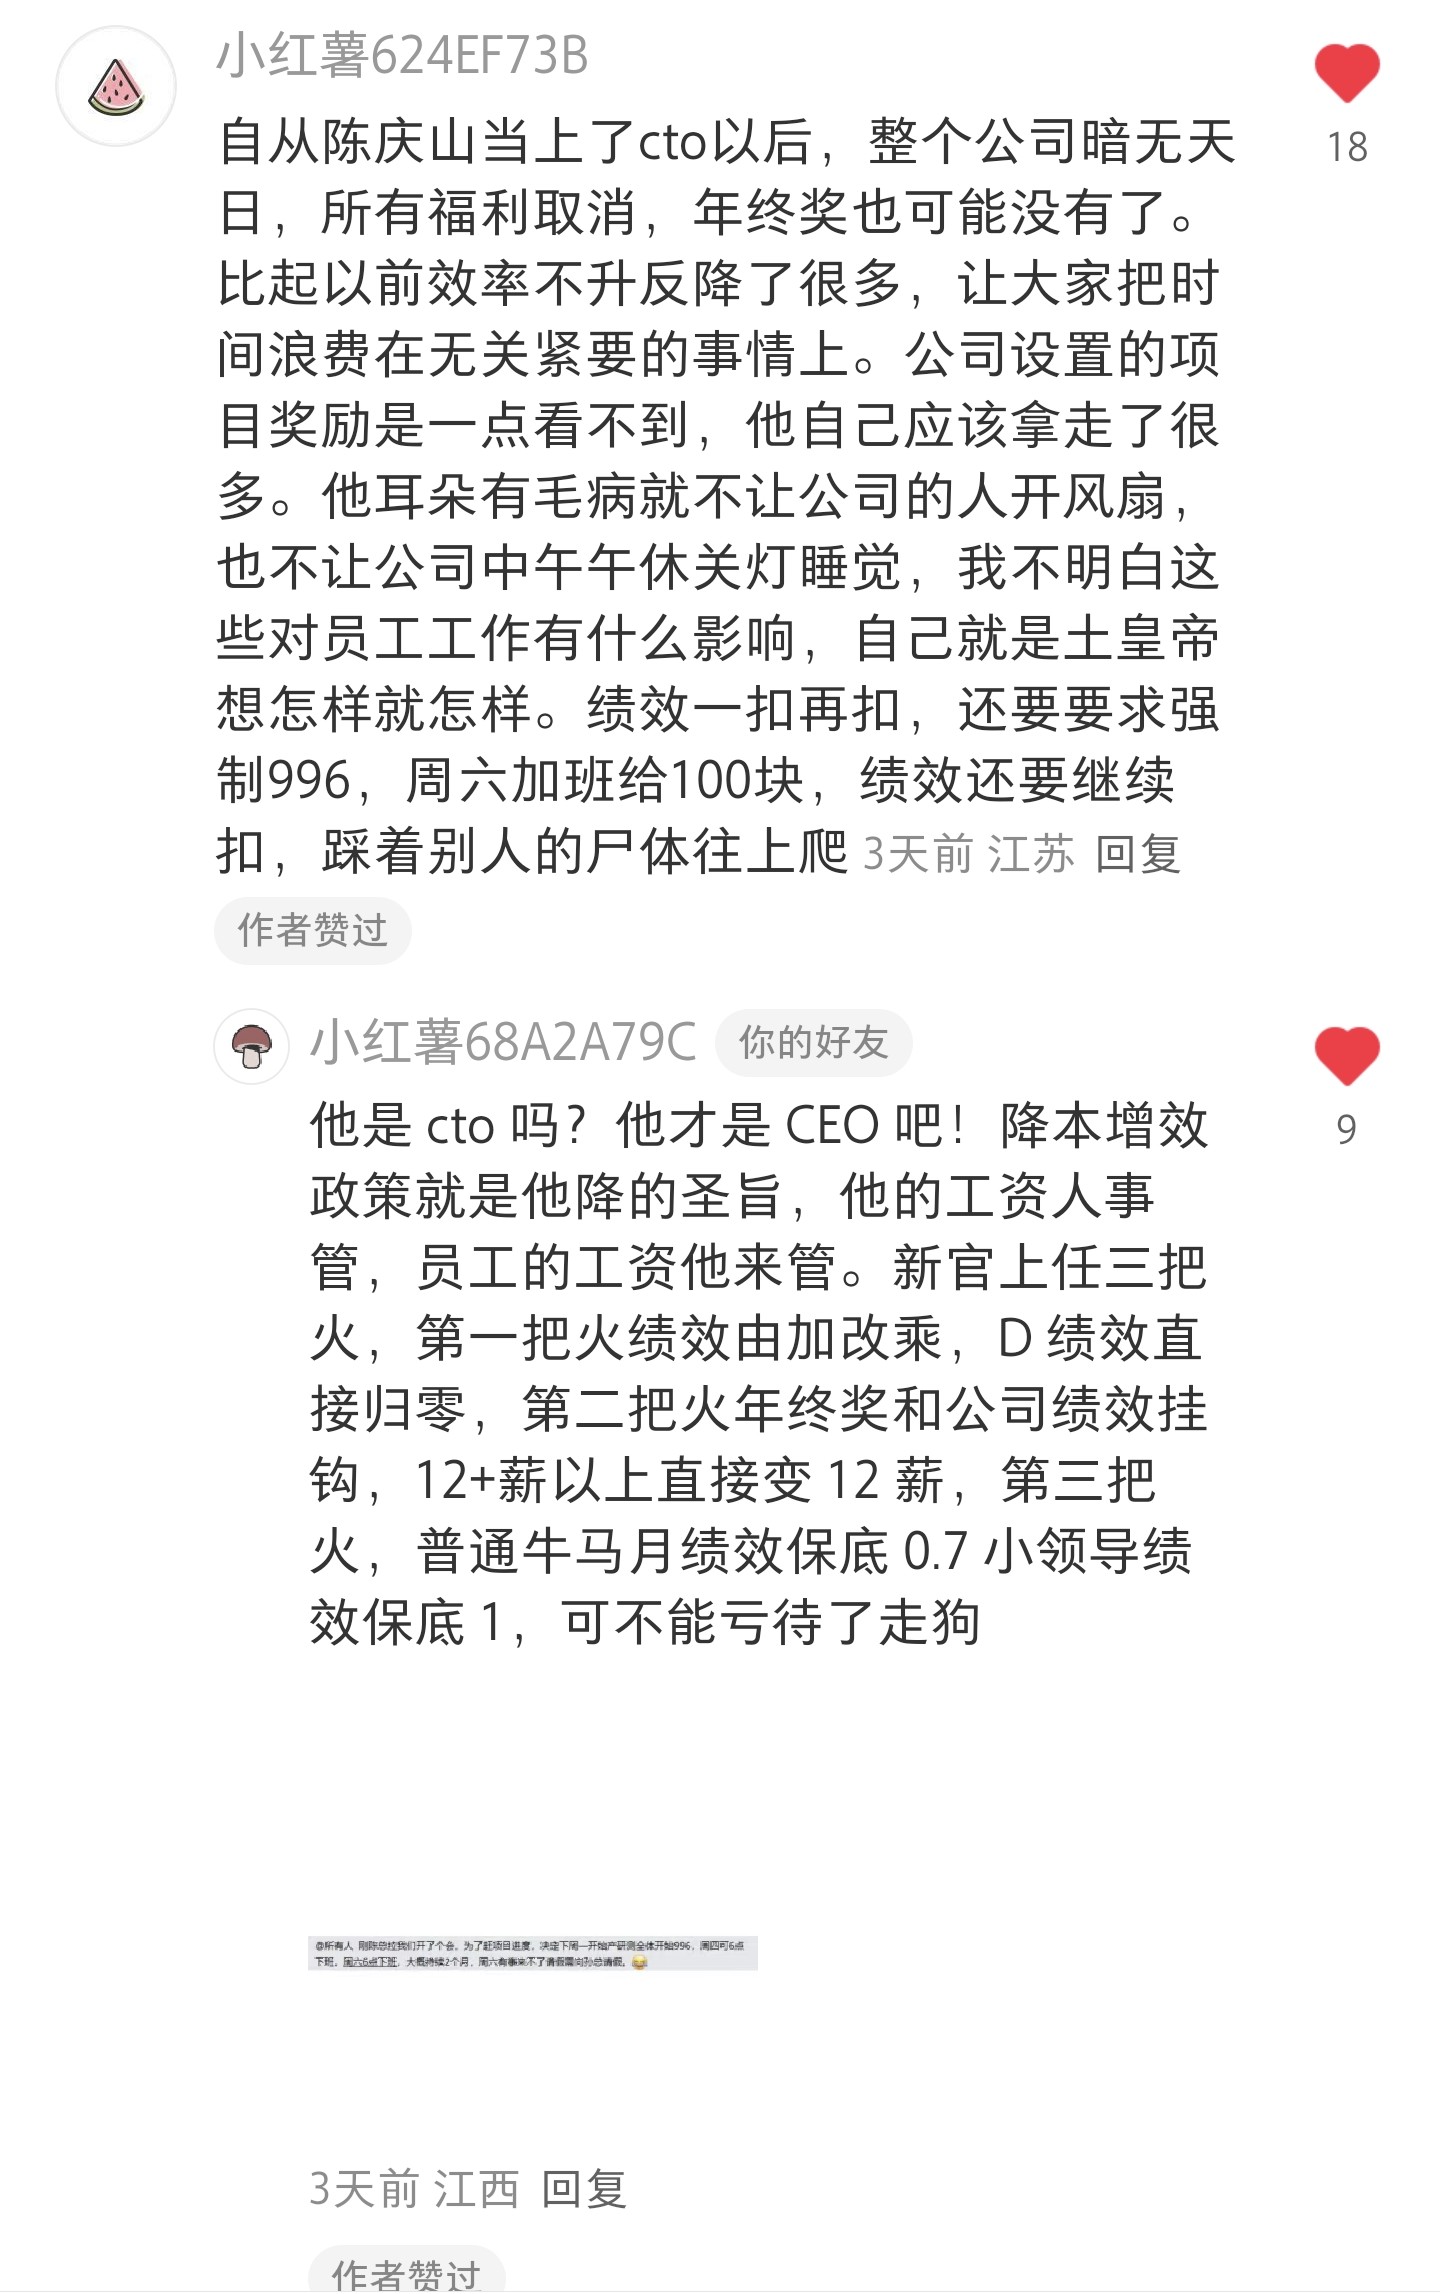 小红薯624EF73B
18
自从陈庆山当上了cto以后，整个公司暗无天
日，所有福利取消，年终奖也可能没有了。
比起以前效率不升反降了很多，让大家把时
间浪费在无关紧要的事情上。公司设置的项
目奖励是一点看不到，他自己应该拿走了很
多。他耳朵有毛病就不让公司的人开风扇，
也不让公司中午午休关灯睡觉，我不明白这
些对员工工作有什么影响，自己就是土皇帝
想怎样就怎样。绩效一扣再扣，还要要求强
制996，周六加班给100块，绩效还要继续
扣，踩着别人的尸体往上爬 3天前 江苏 回复
作者赞过
小红薯68A2A79C 你的好友
9
他是 cto 吗？他才是 CEO 吧！降本增效
政策就是他降的圣旨，他的工资人事
管，员工的工资他来管。新官上任三把
火，第一把火绩效由加改乘，D 绩效直
接归零，第二把火年终奖和公司绩效挂
钩，12+薪以上直接变 12 薪，第三把
火，普通牛马月绩效保底 0.7 小领导绩
效保底 1，可不能亏待了走狗
@所有人 刚陈总拉我们开了个会。为了赶项目进度，决定下周一开始产研测全体开始996，周四可6点
下班，周六6点下班，大概持续2个月，周六有事来不了请假需向孙总请假。
3天前 江西 回复
作者赞过